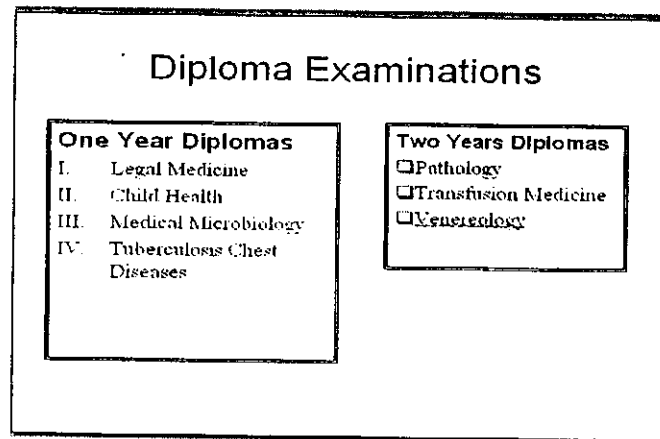 Diploma Examinations
One Year Diplomas
I. Legal Medicine
II. Child Health
III. Medical Microbiology
IV. Tuberculosis Chest
Diseases
Two Years Diplomas
❑Pathology
❑Transfusion Medicine
❑Venereology